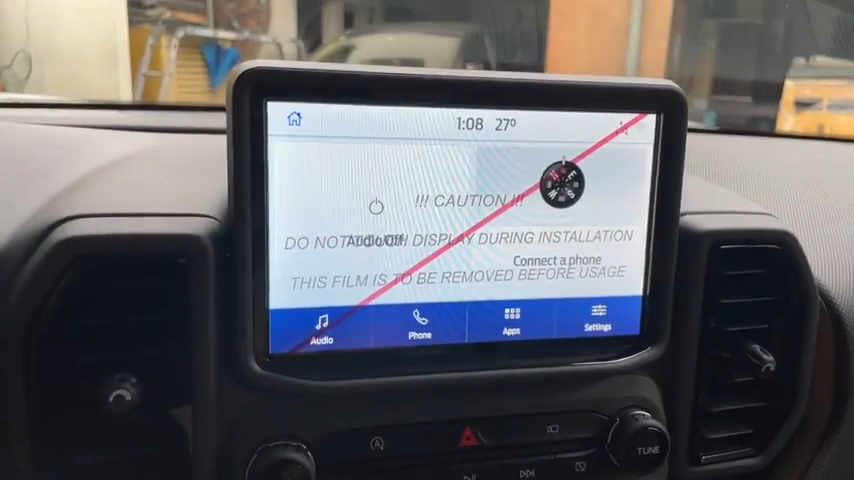 1:08 27°
!!! CAUTION !!!
E
W
S
Audio Off
DO NOT TOUCH DISPLAY DURING INSTALLATION
Connect a phone
THIS FILM IS TO BE REMOVED BEFORE USAGE
Audio
Phone
Apps
Settings
A
TUNE